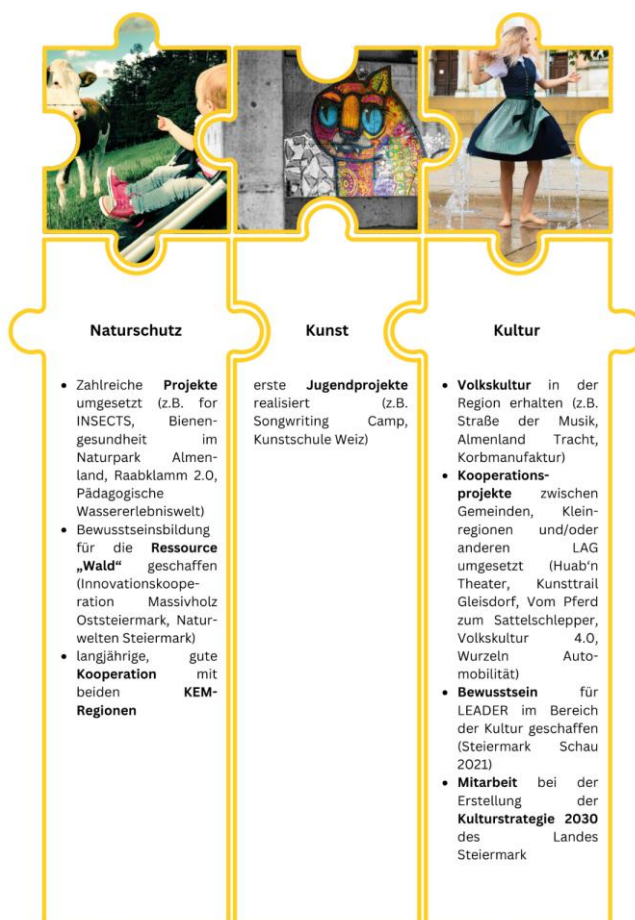 Naturschutz
• Zahlreiche Projekte
umgesetzt (z.B. for
INSECTS, Bienen-
gesundheit im
Naturpark Almen-
land, Raabklamm 2.0,
Pädagogische
Wassererlebniswelt)
• Bewusstseinsbildung
für die Ressource
„Wald“ geschaffen
(Innovationskoope-
ration Massivholz
Oststeiermark, Natur-
welten Steiermark)
• langjährige, gute
Kooperation mit
beiden KEM-
Regionen
Kunst
erste Jugendprojekte
realisiert (z.B.
Songwriting Camp,
Kunstschule Weiz)
Kultur
• Volkskultur in der
Region erhalten (z.B.
Straße der Musik,
Almenland Tracht,
Korbmanufaktur)
• Kooperations-
projekte zwischen
Gemeinden, Klein-
regionen und/oder
anderen LAG
umgesetzt (Huab‘n
Theater, Kunsttrail
Gleisdorf, Vom Pferd
zum Sattelschlepper,
Volkskultur 4.0,
Wurzeln Auto-
mobilität)
• Bewusstsein für
LEADER im Bereich
der Kultur geschaffen
(Steiermark Schau
2021)
• Mitarbeit bei der
Erstellung der
Kulturstrategie 2030
des Landes
Steiermark